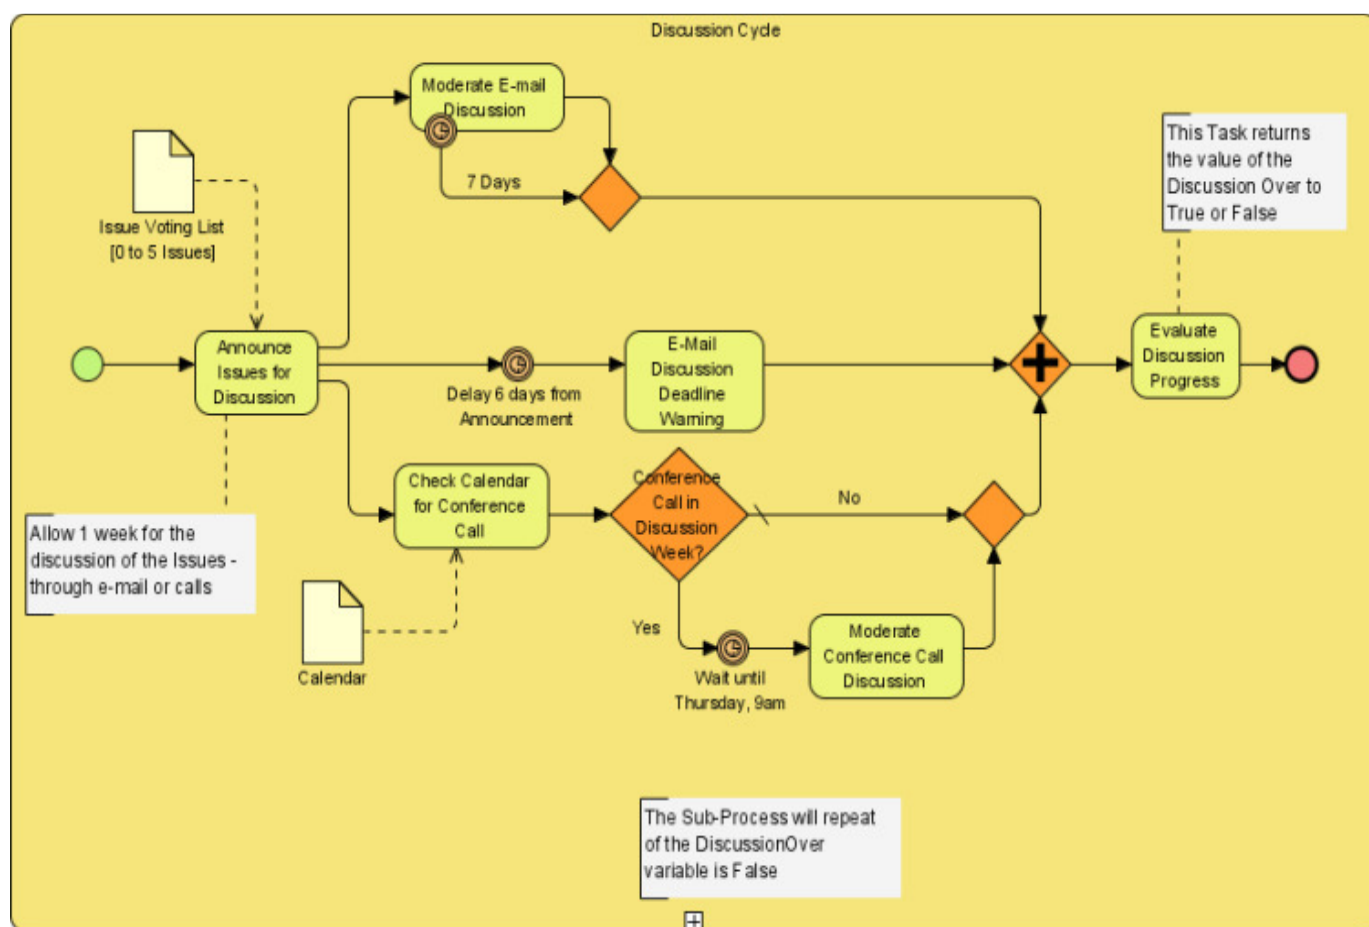 Discussion Cycle
Moderate E-mail
Discussion
7 Days
This Task returns
the value of the
Discussion Over to
True or False
Issue Voting List
[0 to 5 Issues]
Announce
Issues for
Discussion
Delay 6 days from
Announcement
E-Mail
Discussion
Deadline
Warning
Evaluate
Discussion
Progress
Allow 1 week for the
discussion of the Issues -
through e-mail or calls
Check Calendar
for Conference
Call
Conference
Call in
Discussion
Week?
No
Yes
Calendar
Wait until
Thursday, 9am
Moderate
Conference Call
Discussion
The Sub-Process will repeat
of the DiscussionOver
variable is False